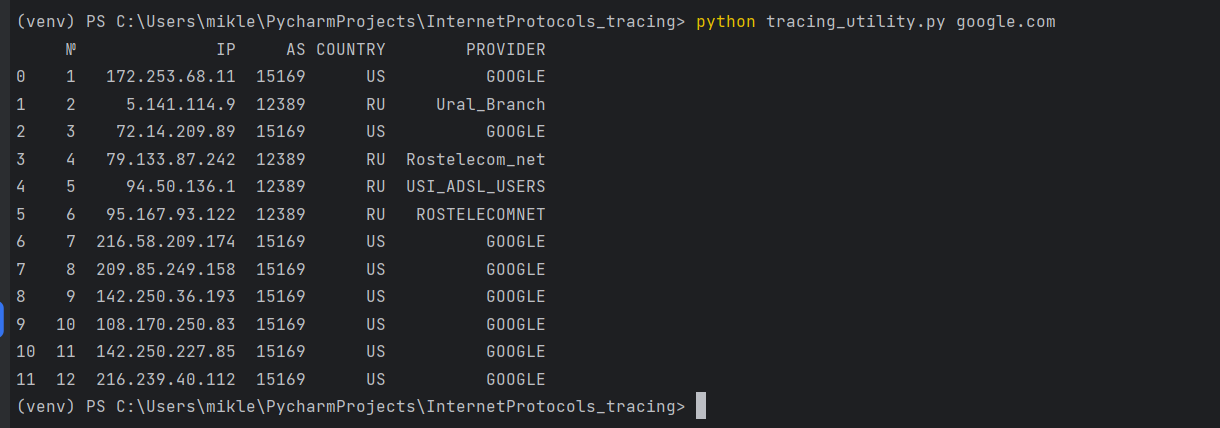 (venv) PS C:\Users\mikle\PycharmProjects\InternetProtocols_tracing> python tracing_utility.py google.com
№ IP AS COUNTRY PROVIDER
0 1 172.253.68.11 15169 US GOOGLE
1 2 5.141.114.9 12389 RU Ural_Branch
2 3 72.14.209.89 15169 US GOOGLE
3 4 79.133.87.242 12389 RU Rostelecom_net
4 5 94.50.136.1 12389 RU USI_ADSL_USERS
5 6 95.167.93.122 12389 RU ROSTELECOMNET
6 7 216.58.209.174 15169 US GOOGLE
7 8 209.85.249.158 15169 US GOOGLE
8 9 142.250.36.193 15169 US GOOGLE
9 10 108.170.250.83 15169 US GOOGLE
10 11 142.250.227.85 15169 US GOOGLE
11 12 216.239.40.112 15169 US GOOGLE
(venv) PS C:\Users\mikle\PycharmProjects\InternetProtocols_tracing>